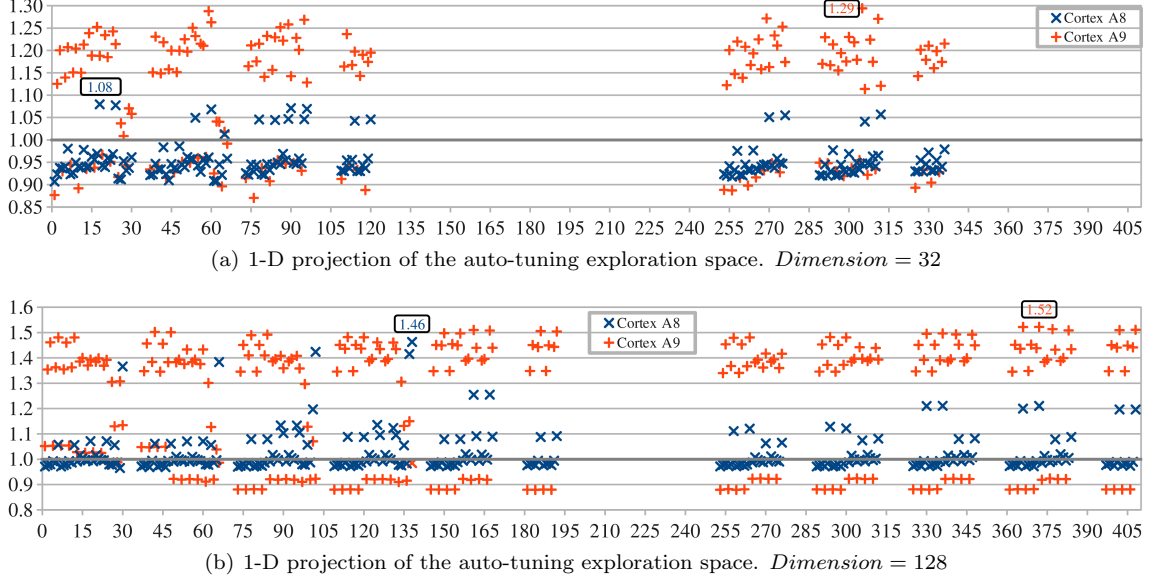 1.30
1.29
Cortex A8
1.25
Cortex A9
1.20
1.15
1.08
1.10
1.05
1.00
0.95
0.90
0.85
0 15 30 45 60 75 90 105 120 135 150 165 180 195 210 225 240 255 270 285 300 315 330 345 360 375 390 405
(a) 1-D projection of the auto-tuning exploration space. Dimension = 32
1.6
1.52
1.46
Cortex A8
1.5
Cortex A9
1.4
1.3
1.2
1.1
1.0
0.9
0.8
0 15 30 45 60 75 90 105 120 135 150 165 180 195 210 225 240 255 270 285 300 315 330 345 360 375 390 405
(b) 1-D projection of the auto-tuning exploration space. Dimension = 128